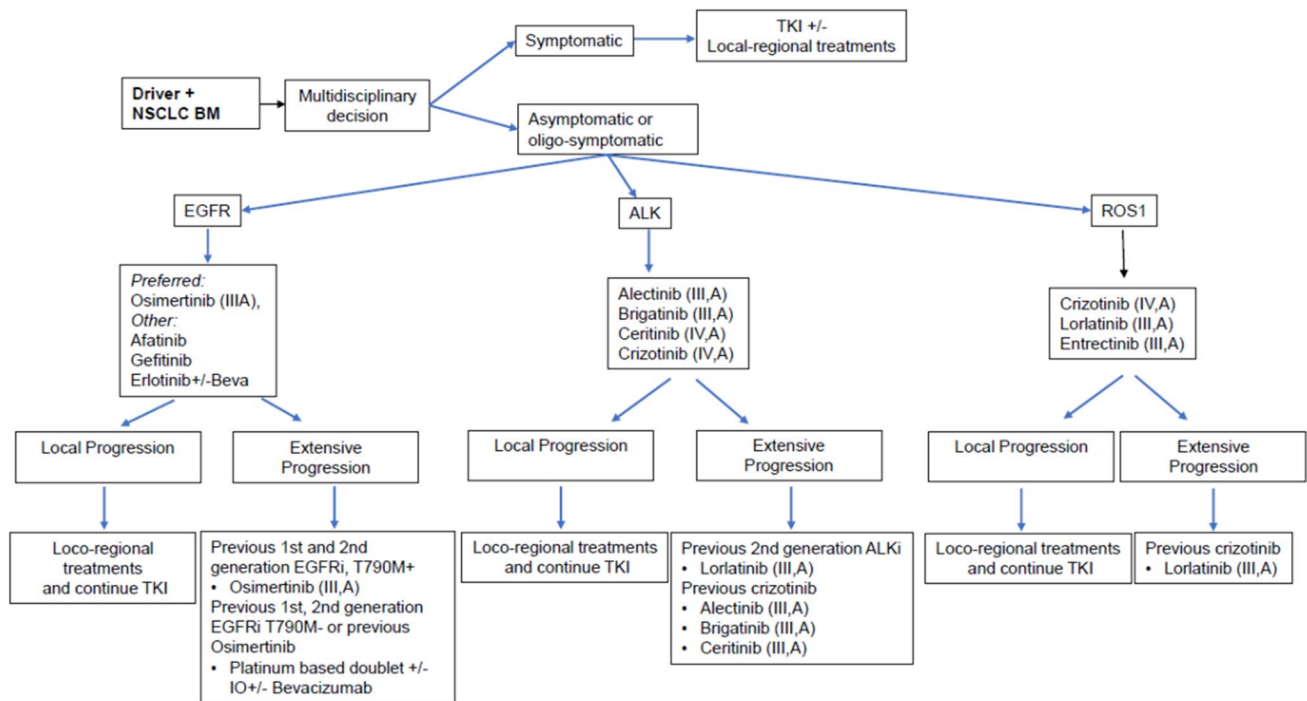 Symptomatic
TKI +/-
Local-regional treatments
Driver +
NSCLC BM
Multidisciplinary
decision
Asymptomatic or
oligo-symptomatic
EGFR
ALK
ROS1
Preferred:
Osimertinib (IIIA),
Other:
Afatinib
Gefitinib
Erlotinib+/-Beva
Alectinib (III,A)
Brigatinib (III,A)
Ceritinib (IV,A)
Crizotinib (IV,A)
Crizotinib (IV,A)
Lorlatinib (III,A)
Entrectinib (III,A)
Local Progression
Extensive
Progression
Local Progression
Extensive
Progression
Local Progression
Extensive
Progression
Loco-regional
treatments
and continue TKI
Previous 1st and 2nd
generation EGFRi, T790M+
• Osimertinib (III,A)
Previous 1st, 2nd generation
EGFRi T790M- or previous
Osimertinib
• Platinum based doublet +/-
IO+/- Bevacizumab
Loco-regional treatments
and continue TKI
Previous 2nd generation ALKi
• Lorlatinib (III,A)
Previous crizotinib
• Alectinib (III,A)
• Brigatinib (III,A)
• Ceritinib (III,A)
Loco-regional treatments
and continue TKI
Previous crizotinib
• Lorlatinib (III,A)